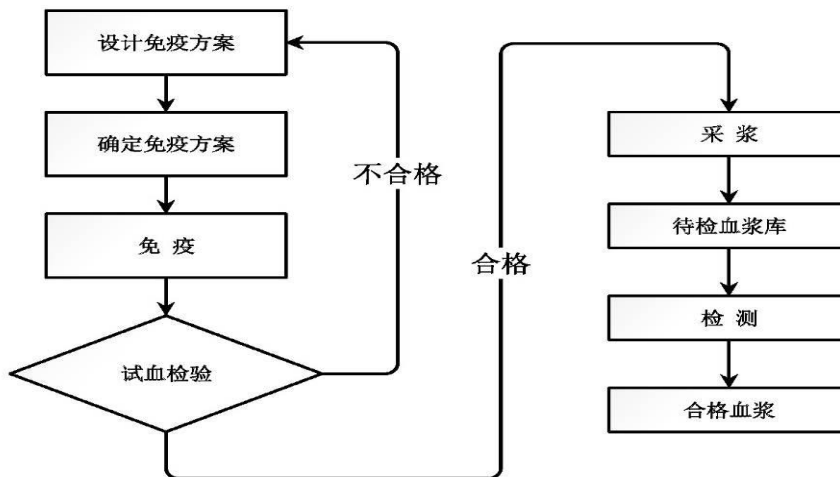 设计免疫方案
确定免疫方案
免 疫
试血检验
不合格
合格
采 浆
待检血浆库
检 测
合格血浆